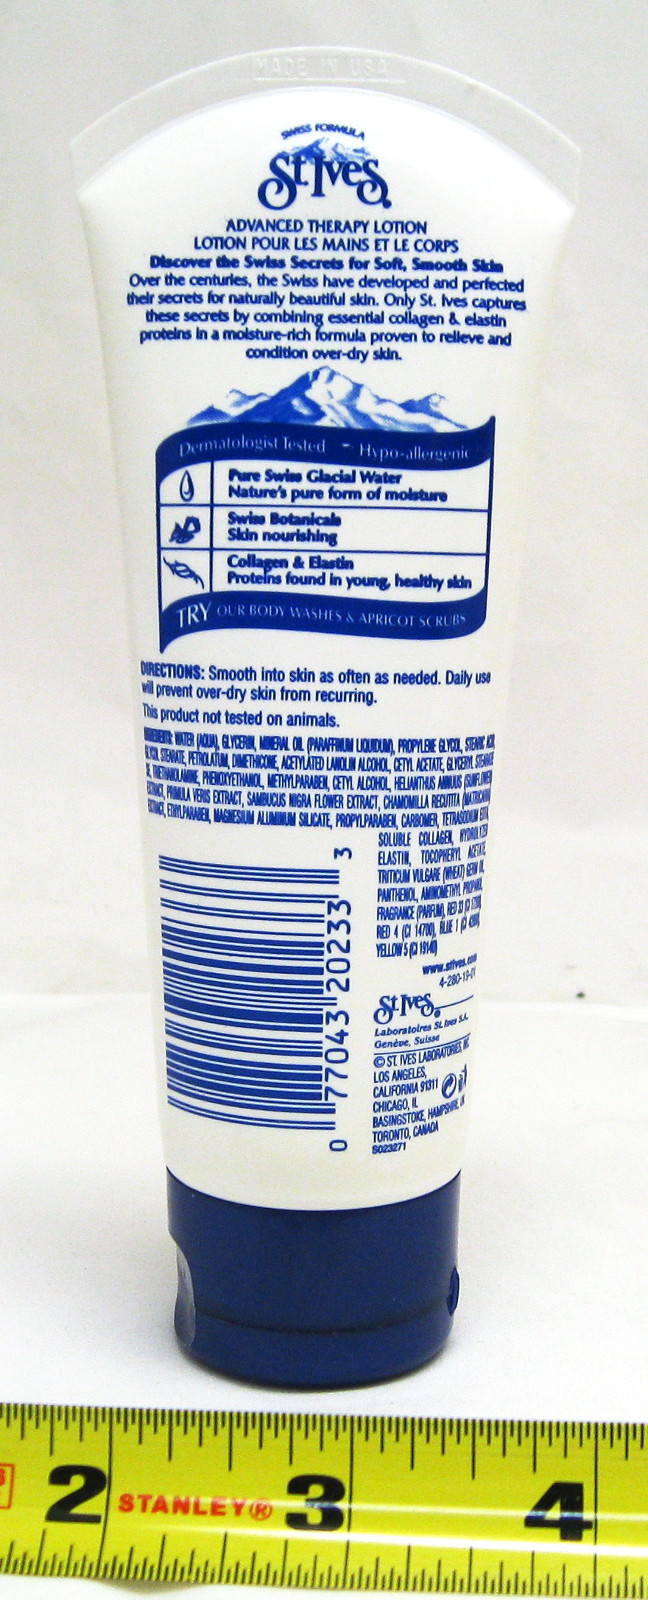 MADE IN USA
SWISS FORMULA
St. Ives®
ADVANCED THERAPY LOTION
LOTION POUR LES MAINS ET LE CORPS
Discover the Swiss Secrets for Soft, Smooth Skin
Over the centuries, the Swiss have developed and perfected
their secrets for naturally beautiful skin. Only St. Ives captures
these secrets by combining essential collagen & elastin
proteins in a moisture-rich formula proven to relieve and
condition over-dry skin.
Dermatologist Tested - Hypo-allergenic
Pure Swiss Glacial Water
Nature's pure form of moisture
Swiss Botanicals
Skin nourishing
Collagen & Elastin
Proteins found in young, healthy skin
TRY OUR BODY WASHES & APRICOT SCRUBS
DIRECTIONS: Smooth into skin as often as needed. Daily use
will prevent over-dry skin from recurring.
This product not tested on animals.
INGREDIENTS: WATER (AQUA), GLYCERIN, MINERAL OIL (PARAFFINUM LIQUIDUM), PROPYLENE GLYCOL, STEARIC ACID,
GLYCOL STEARATE, PETROLATUM, DIMETHICONE, ACETYLATED LANOLIN ALCOHOL, CETYL ACETATE, GLYCERYL STEARATE
SE, TRIETHANOLAMINE, PHENOXYETHANOL, METHYLPARABEN, CETYL ALCOHOL, HELIANTHUS ANNUUS (SUNFLOWER)
EXTRACT, PRIMULA VERIS EXTRACT, SAMBUCUS NIGRA FLOWER EXTRACT, CHAMOMILLA RECUTITA (MATRICARIA)
EXTRACT, ETHYLPARABEN, MAGNESIUM ALUMINUM SILICATE, PROPYLPARABEN, CARBOMER, TETRASODIUM EDTA,
SOLUBLE COLLAGEN, HYDROLYZED
ELASTIN, TOCOPHERYL ACETATE,
TRITICUM VULGARE (WHEAT) GERM OIL,
PANTHENOL, AMINOMETHYL PROPANOL,
FRAGRANCE (PARFUM), RED 33
RED 4 (CI 14700), BLUE 1
YELLOW 5 (CI 19140)
www.stives.com
4-280-19-01
St. Ives®
Laboratoires St. Ives S.A.
Genève, Suisse
© ST. IVES LABORATORIES, INC.
LOS ANGELES,
CALIFORNIA 91311
CHICAGO, IL
BASINGSTOKE, HAMPSHIRE, UK
TORONTO, CANADA
S023271
0 77043 20233 3
2 STANLEY® 3 4